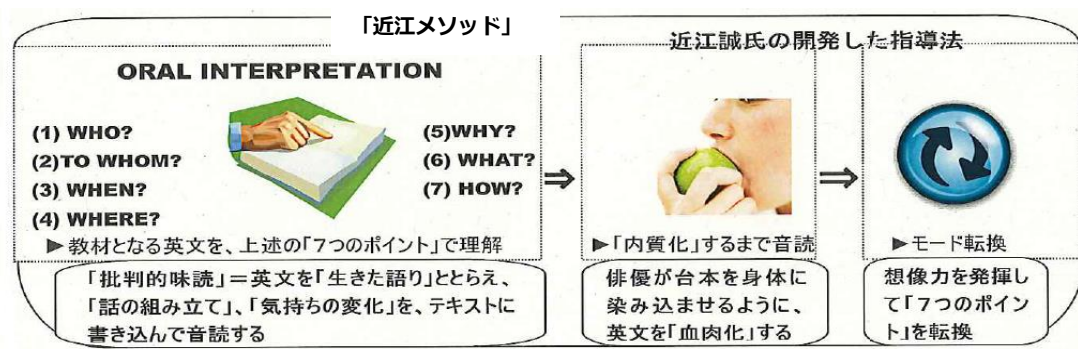 「近江メソッド」
近江誠氏の開発した指導法
ORAL INTERPRETATION
(1) WHO?
(2)TO WHOM?
(3) WHEN?
(4) WHERE?
(5)WHY?
(6) WHAT?
(7) HOW?
⇒
⇒
▶教材となる英文を、上述の「7つのポイント」で理解
▶「内質化」するまで音読
▶モード転換
「批判的味読」＝英文を「生きた語り」ととらえ、
「話の組み立て」、「気持ちの変化」を、テキストに
書き込んで音読する
俳優が台本を身体に
染み込ませるように、
英文を「血肉化」する
想像力を発揮し
て「7つのポイン
ト」を転換